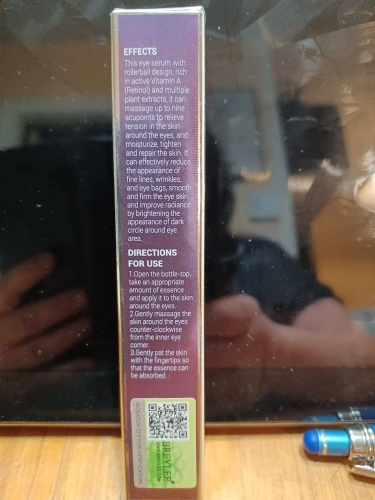 EFFECTS
This eye serum with
rollerball design, rich
in active Vitamin A
(Retinol) and multiple
plant extracts, it can
massage up to nine
acupoints to relieve
tension in the skin
around the eyes, and
moisturize, tighten
and repair the skin. It
can effectively reduce
the appearance of
fine lines, wrinkles,
and eye bags, smooth
and firm the eye skin,
and improve radiance
by brightening the
appearance of dark
circle around eye
area.
DIRECTIONS
FOR USE
1.Open the bottle-top,
take an appropriate
amount of essence
and apply it to the skin
around the eyes.
2.Gently massage the
skin around the eyes
counter-clockwise
from the inner eye
corner.
3.Gently pat the skin
with the fingertips so
that the essence can
be absorbed.
BREYLEE